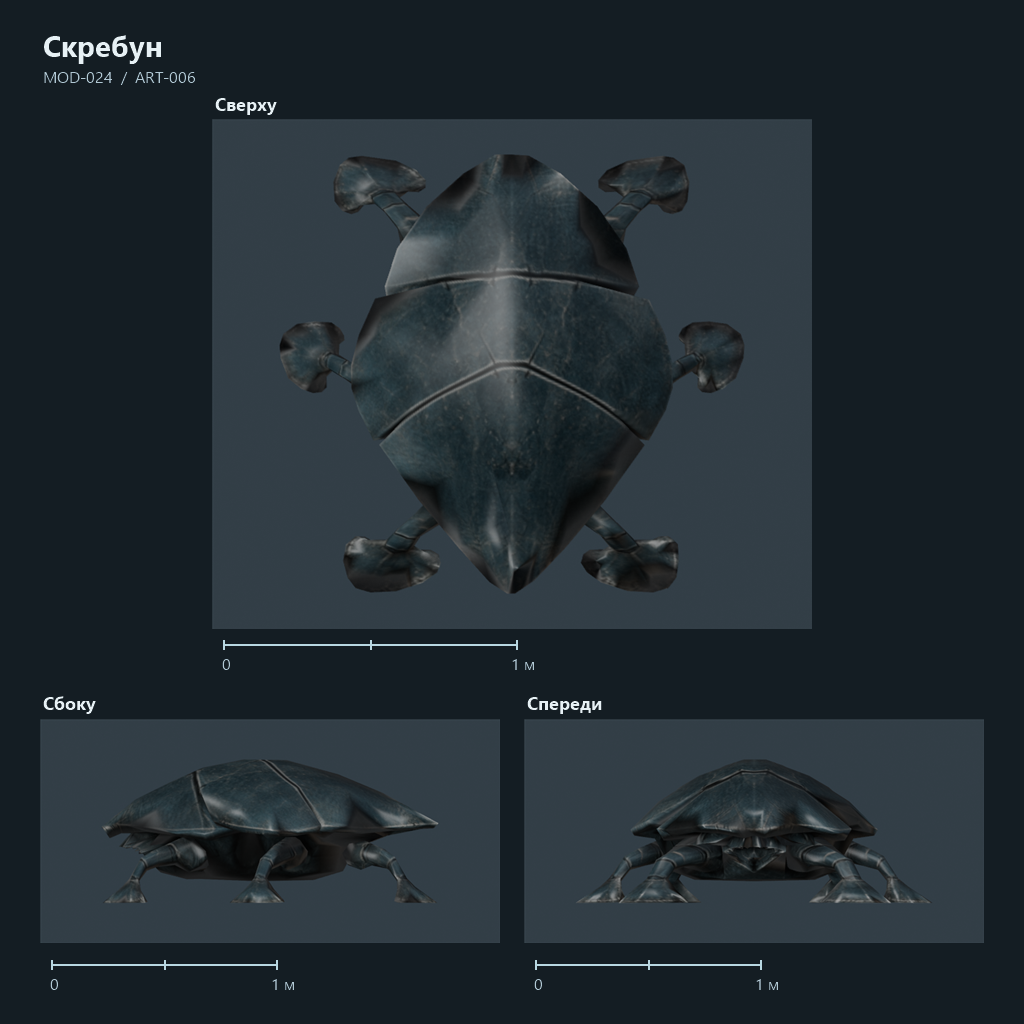 Скребун
MOD-024 / ART-006
Сверху
0 1 м
Сбоку
Спереди
0 1 м
0 1 м